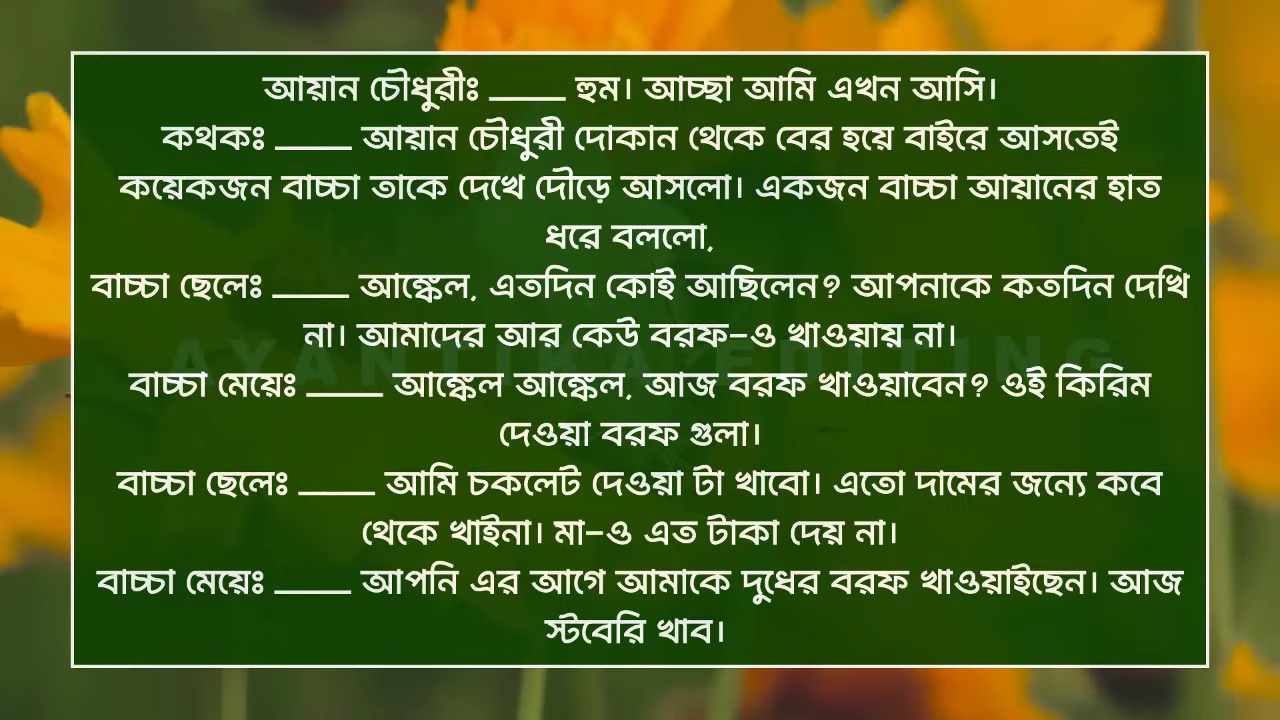 আয়ান চৌধুরীঃ ____ হুম। আচ্ছা আমি এখন আসি।
কথকঃ ____ আয়ান চৌধুরী দোকান থেকে বের হয়ে বাইরে আসতেই
কয়েকজন বাচ্চা তাকে দেখে দৌড়ে আসলো। একজন বাচ্চা আয়ানের হাত
ধরে বললো,
বাচ্চা ছেলেঃ ____ আঙ্কেল, এতদিন কোই আছিলেন? আপনাকে কতদিন দেখি
না। আমাদের আর কেউ বরফ-ও খাওয়ায় না।
AYANTIKA EDITING
বাচ্চা মেয়েঃ ____ আঙ্কেল আঙ্কেল, আজ বরফ খাওয়াবেন? ওই কিরিম
দেওয়া বরফ গুলা।
বাচ্চা ছেলেঃ ____ আমি চকলেট দেওয়া টা খাবো। এতো দামের জন্যে কবে
থেকে খাইনা। মা-ও এত টাকা দেয় না।
বাচ্চা মেয়েঃ ____ আপনি এর আগে আমাকে দুধের বরফ খাওয়াইছেন। আজ
স্টবেরি খাব।